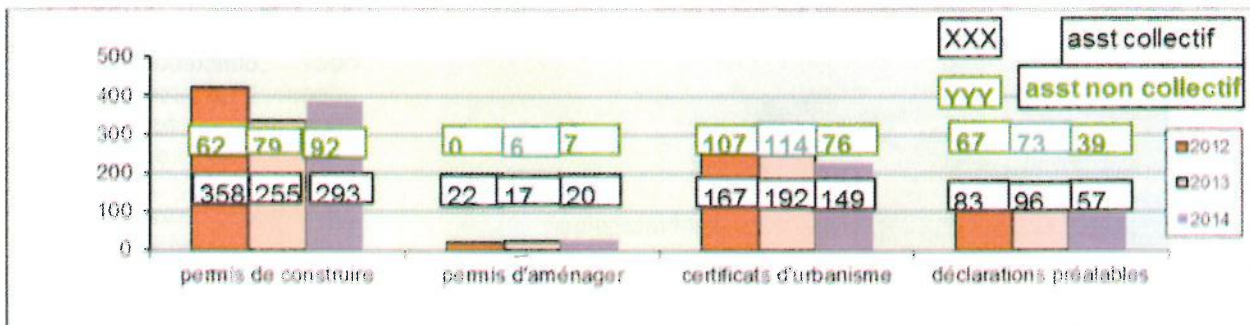 XXX asst collectif
YYY asst non collectif
500
400
300
200
100
0
62 79 92 0 6 7 107 114 76 67 73 39
358 255 293 22 17 20 167 192 149 83 96 57
permis de construire permis d'aménager certificats d'urbanisme déclarations préalables
2012
2013
2014